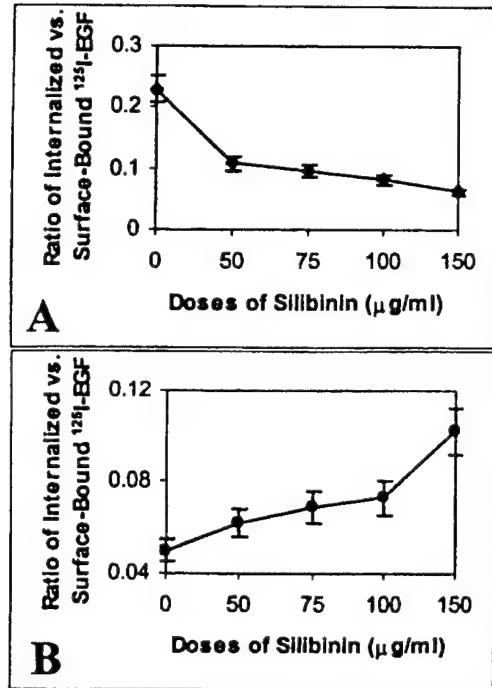 0.3
0.2
0.1
0
Ratio of Internalized vs.
Surface-Bound ¹²⁵I-EGF
0 50 75 100 150
Doses of Silibinin (µg/ml)
A
0.12
0.08
0.04
Ratio of Internalized vs.
Surface-Bound ¹²⁵I-EGF
0 50 75 100 150
Doses of Silibinin (µg/ml)
B